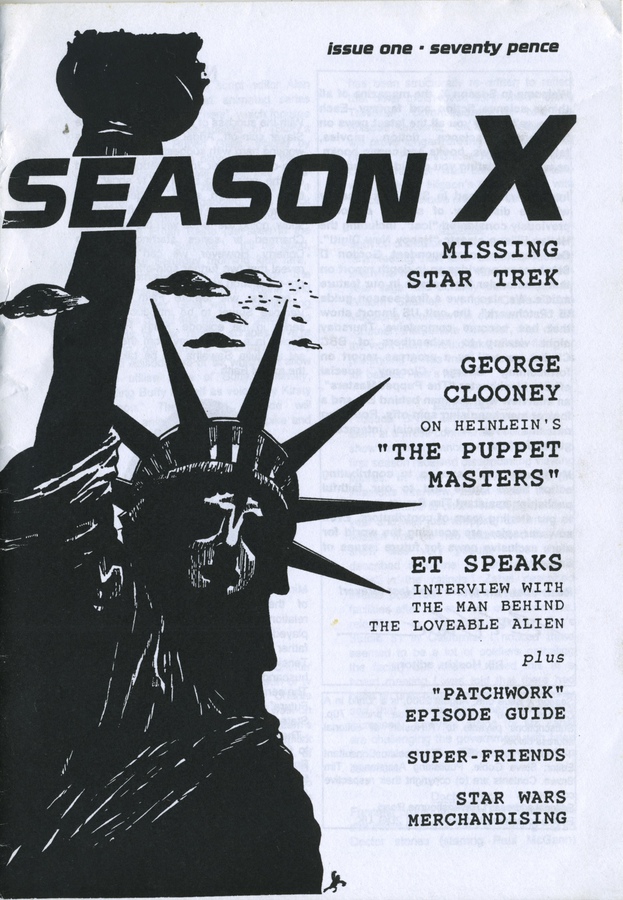 issue one · seventy pence
SEASON X
MISSING
STAR TREK
GEORGE
CLOONEY
ON HEINLEIN'S
"THE PUPPET
MASTERS"
ET SPEAKS
INTERVIEW WITH
THE MAN BEHIND
THE LOVEABLE ALIEN
plus
"PATCHWORK"
EPISODE GUIDE
SUPER-FRIENDS
STAR WARS
MERCHANDISING